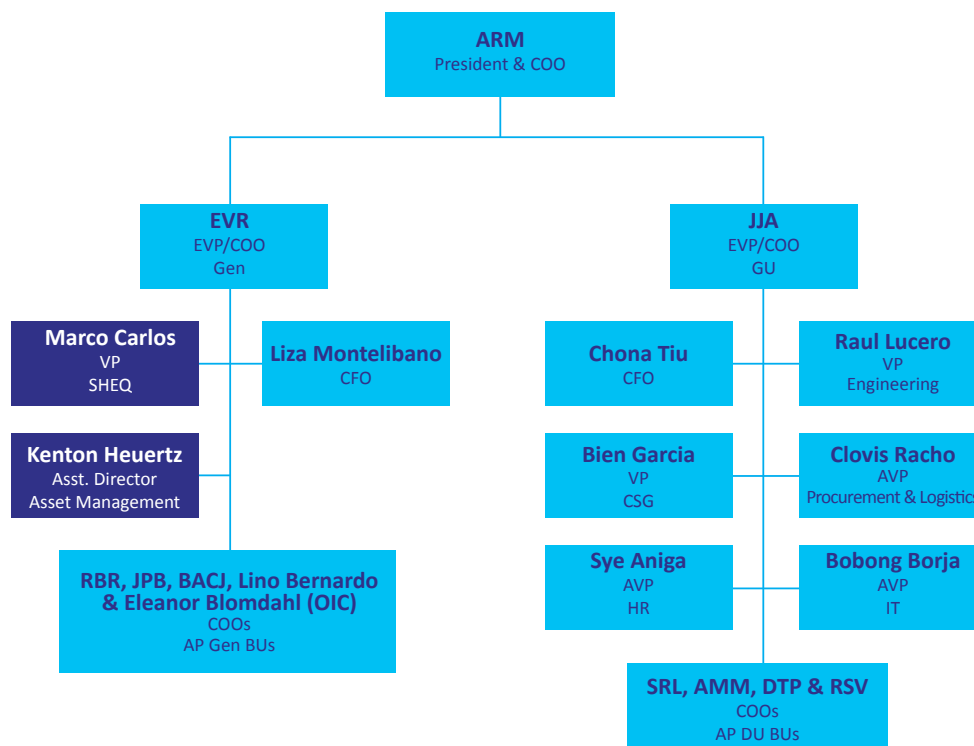 ARM
President & COO
EVR
EVP/COO
Gen
JJA
EVP/COO
GU
Marco Carlos
VP
SHEQ
Liza Montelibano
CFO
Chona Tiu
CFO
Raul Lucero
VP
Engineering
Kenton Heuertz
Asst. Director
Asset Management
Bien Garcia
VP
CSG
Clovis Racho
AVP
Procurement & Logistics
RBR, JPB, BACJ, Lino Bernardo
& Eleanor Blomdahl (OIC)
COOs
AP Gen BUs
Sye Aniga
AVP
HR
Bobong Borja
AVP
IT
SRL, AMM, DTP & RSV
COOs
AP DU BUs